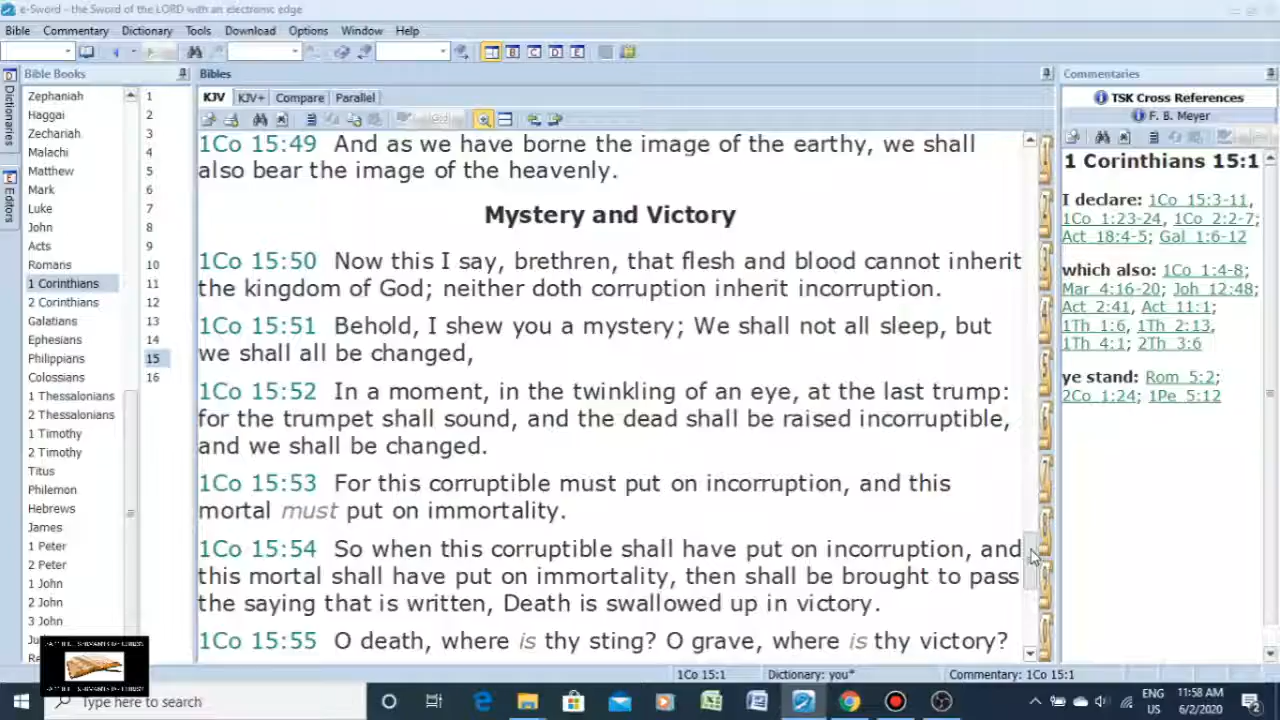 e-Sword - the Sword of the LORD with an electronic edge
Bible Commentary Dictionary Tools Download Options Window Help
B C D E
Dictionaries
Editors
Bible Books
Zephaniah
Haggai
Zechariah
Malachi
Matthew
Mark
Luke
John
Acts
Romans
1 Corinthians
2 Corinthians
Galatians
Ephesians
Philippians
Colossians
1 Thessalonians
2 Thessalonians
1 Timothy
2 Timothy
Titus
Philemon
Hebrews
James
1 Peter
2 Peter
1 John
2 John
3 John
1
2
3
4
5
6
7
8
9
10
11
12
13
14
15
16
Bibles
KJV KJV+ Compare Parallel
1Co 15:49 And as we have borne the image of the earthy, we shall
also bear the image of the heavenly.
Mystery and Victory
1Co 15:50 Now this I say, brethren, that flesh and blood cannot inherit
the kingdom of God; neither doth corruption inherit incorruption.
1Co 15:51 Behold, I shew you a mystery; We shall not all sleep, but
we shall all be changed,
1Co 15:52 In a moment, in the twinkling of an eye, at the last trump:
for the trumpet shall sound, and the dead shall be raised incorruptible,
and we shall be changed.
1Co 15:53 For this corruptible must put on incorruption, and this
mortal must put on immortality.
1Co 15:54 So when this corruptible shall have put on incorruption, and
this mortal shall have put on immortality, then shall be brought to pass
the saying that is written, Death is swallowed up in victory.
1Co 15:55 O death, where is thy sting? O grave, where is thy victory?
Commentaries
TSK Cross References
F. B. Meyer
1 Corinthians 15:1
I declare: 1Co 15:3-11,
1Co 1:23-24, 1Co 2:2-7;
Act 18:4-5; Gal 1:6-12
which also: 1Co 1:4-8;
Mar 4:16-20; Joh 12:48;
Act 2:41, Act 11:1;
1Th 1:6, 1Th 2:13,
1Th 4:1; 2Th 3:6
ye stand: Rom 5:2;
2Co 1:24; 1Pe 5:12
1Co 15:1 Dictionary: you* Commentary: 1Co 15:1
Type here to search
ENG
US
11:58 AM
6/2/2020
2